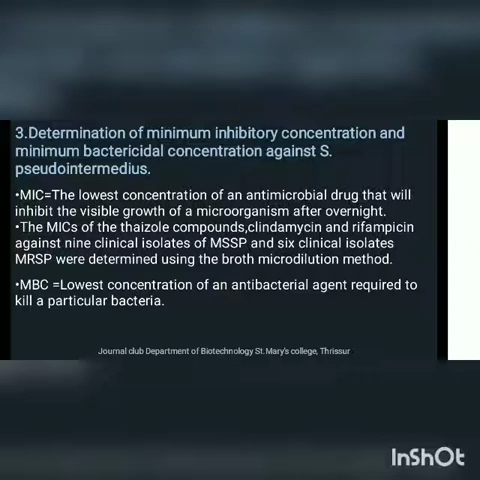 3.Determination of minimum inhibitory concentration and
minimum bactericidal concentration against S.
pseudointermedius.
•MIC=The lowest concentration of an antimicrobial drug that will
inhibit the visible growth of a microorganism after overnight.
•The MICs of the thaizole compounds,clindamycin and rifampicin
against nine clinical isolates of MSSP and six clinical isolates
MRSP were determined using the broth microdilution method.
•MBC =Lowest concentration of an antibacterial agent required to
kill a particular bacteria.
Journal club Department of Biotechnology St.Mary's college, Thrissur
InShOt